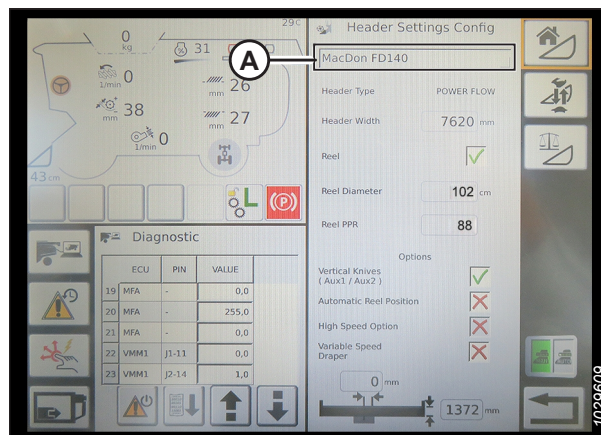 29c
0
kg
31
0
1/min
38
mm
0
1/min
26
mm
27
mm
43 cm
L
(P)
A
Header Settings Config
MacDon FD140
Header Type POWER FLOW
Header Width 7620 mm
Reel
Reel Diameter 102 cm
Reel PPR 88
Options
Vertical Knives
( Aux1 / Aux2 )
Automatic Reel Position
High Speed Option
Variable Speed
Draper
0 mm
1372 mm
Diagnostic
ECU PIN VALUE
19 MFA - 0,0
20 MFA - 255,0
21 MFA - 0,0
22 VMM1 J1-11 0,0
23 VMM1 J2-14 1,0
1029609